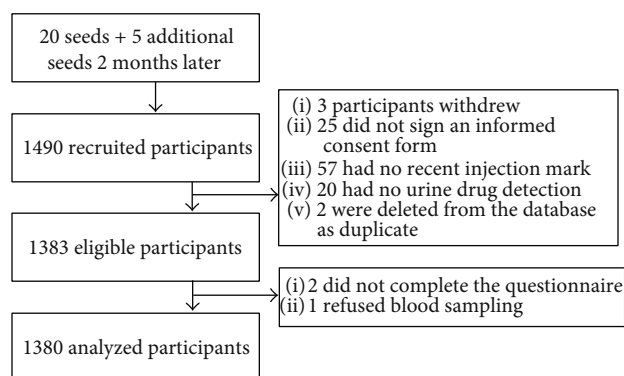 20 seeds + 5 additional
seeds 2 months later
1490 recruited participants
(i) 3 participants withdrew
(ii) 25 did not sign an informed
consent form
(iii) 57 had no recent injection mark
(iv) 20 had no urine drug detection
(v) 2 were deleted from the database
as duplicate
1383 eligible participants
(i) 2 did not complete the questionnaire
(ii) 1 refused blood sampling
1380 analyzed participants